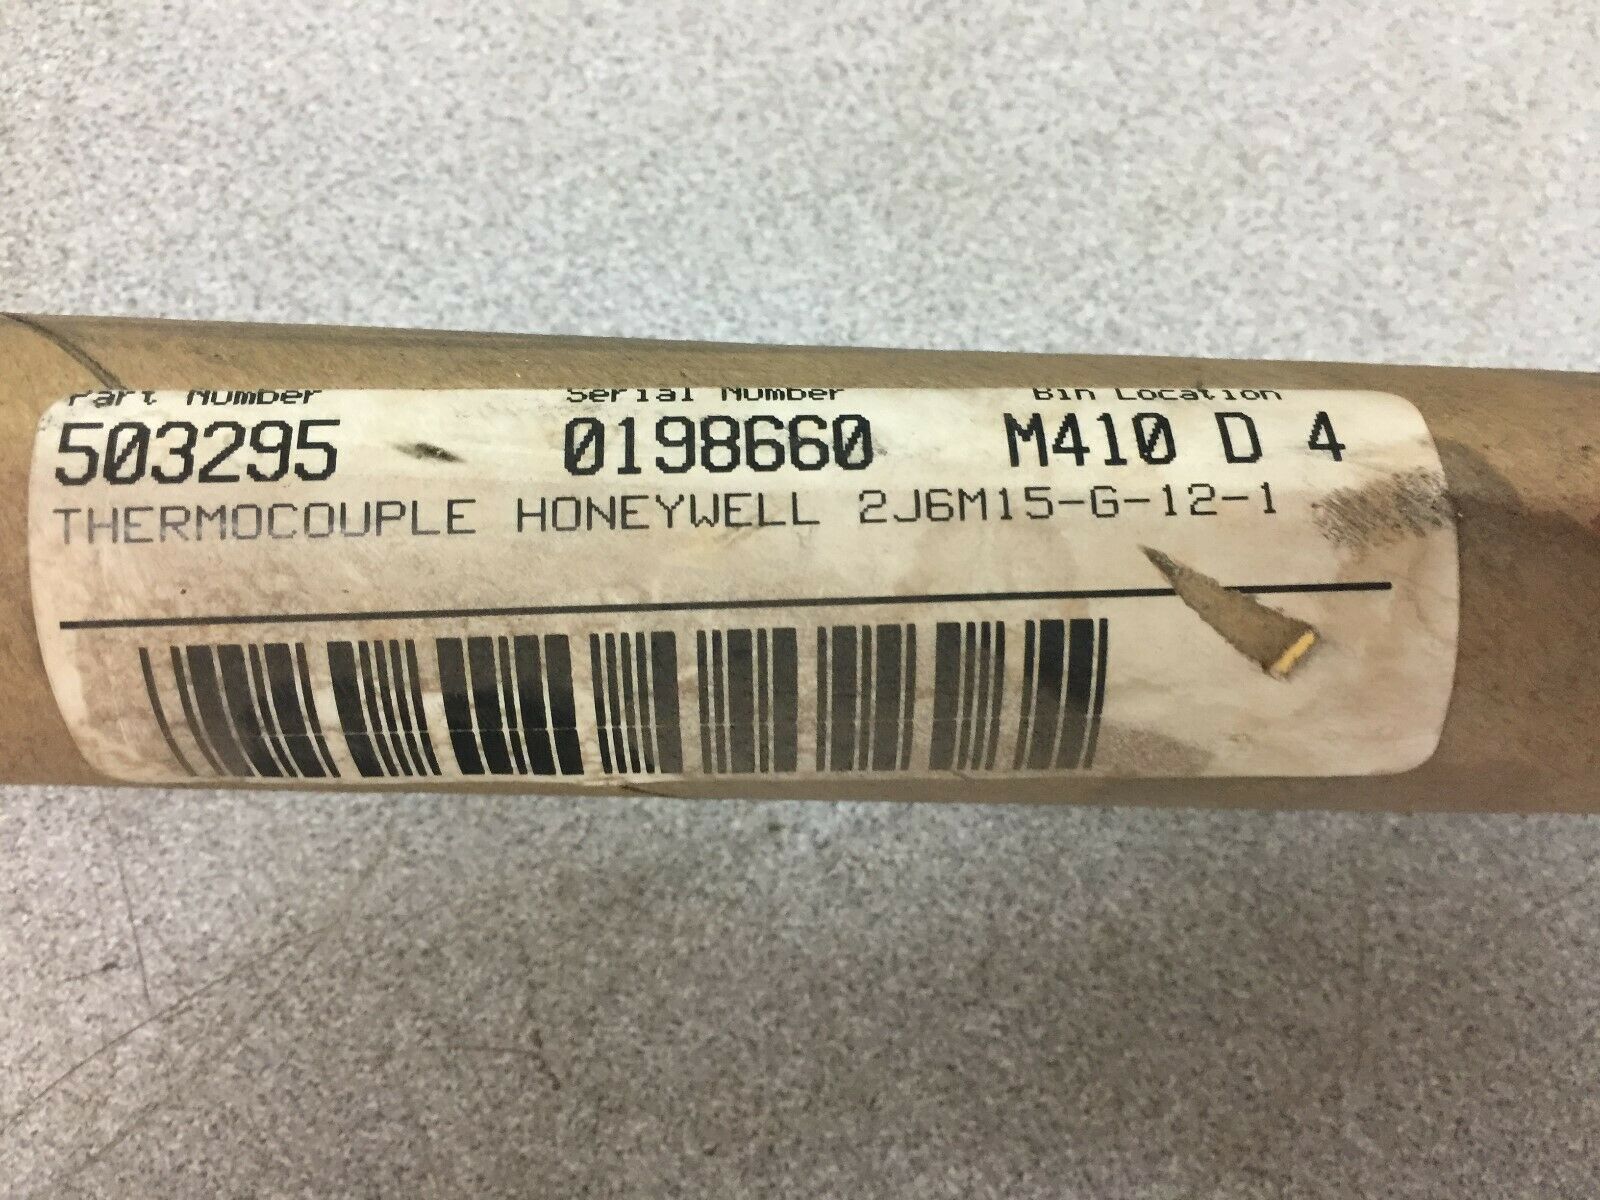 Part Number Serial Number Bin Location
503295 0198660 M410 D 4
THERMOCOUPLE HONEYWELL 2J6M15-G-12-1